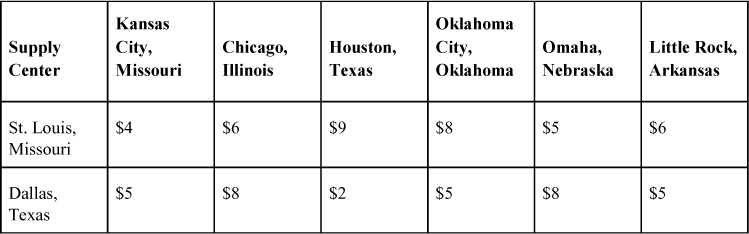 Supply Center
Kansas City, Missouri
Chicago, Illinois
Houston, Texas
Oklahoma City, Oklahoma
Omaha, Nebraska
Little Rock, Arkansas
St. Louis, Missouri
$4
$6
$9
$8
$5
$6
Dallas, Texas
$5
$8
$2
$5
$8
$5